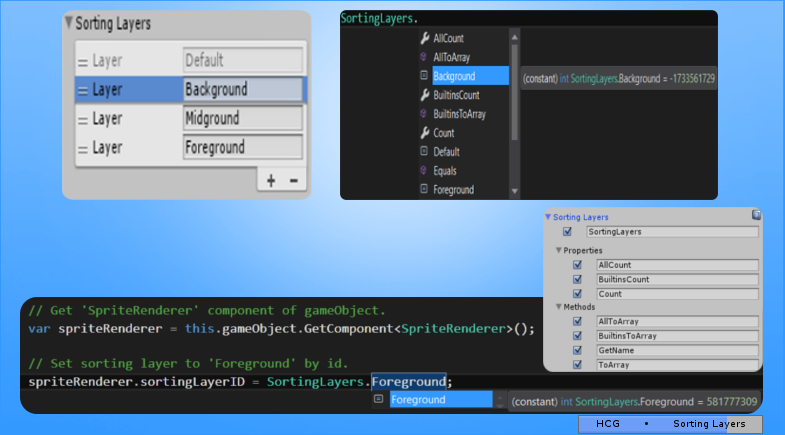 Sorting Layers
Layer Default
Layer Background
Layer Midground
Layer Foreground
+ −
SortingLayers.
AllCount
AllToArray
Background
BuiltinsCount
BuiltinsToArray
Count
Default
Equals
Foreground
(constant) int SortingLayers.Background = -1733561729
Sorting Layers
SortingLayers
Properties
AllCount
BuiltinsCount
Count
Methods
AllToArray
BuiltinsToArray
GetName
ToArray
// Get 'SpriteRenderer' component of gameObject.
var spriteRenderer = this.gameObject.GetComponent<SpriteRenderer>();
// Set sorting layer to 'Foreground' by id.
spriteRenderer.sortingLayerID = SortingLayers.Foreground;
Foreground
(constant) int SortingLayers.Foreground = 581777309
HCG • Sorting Layers